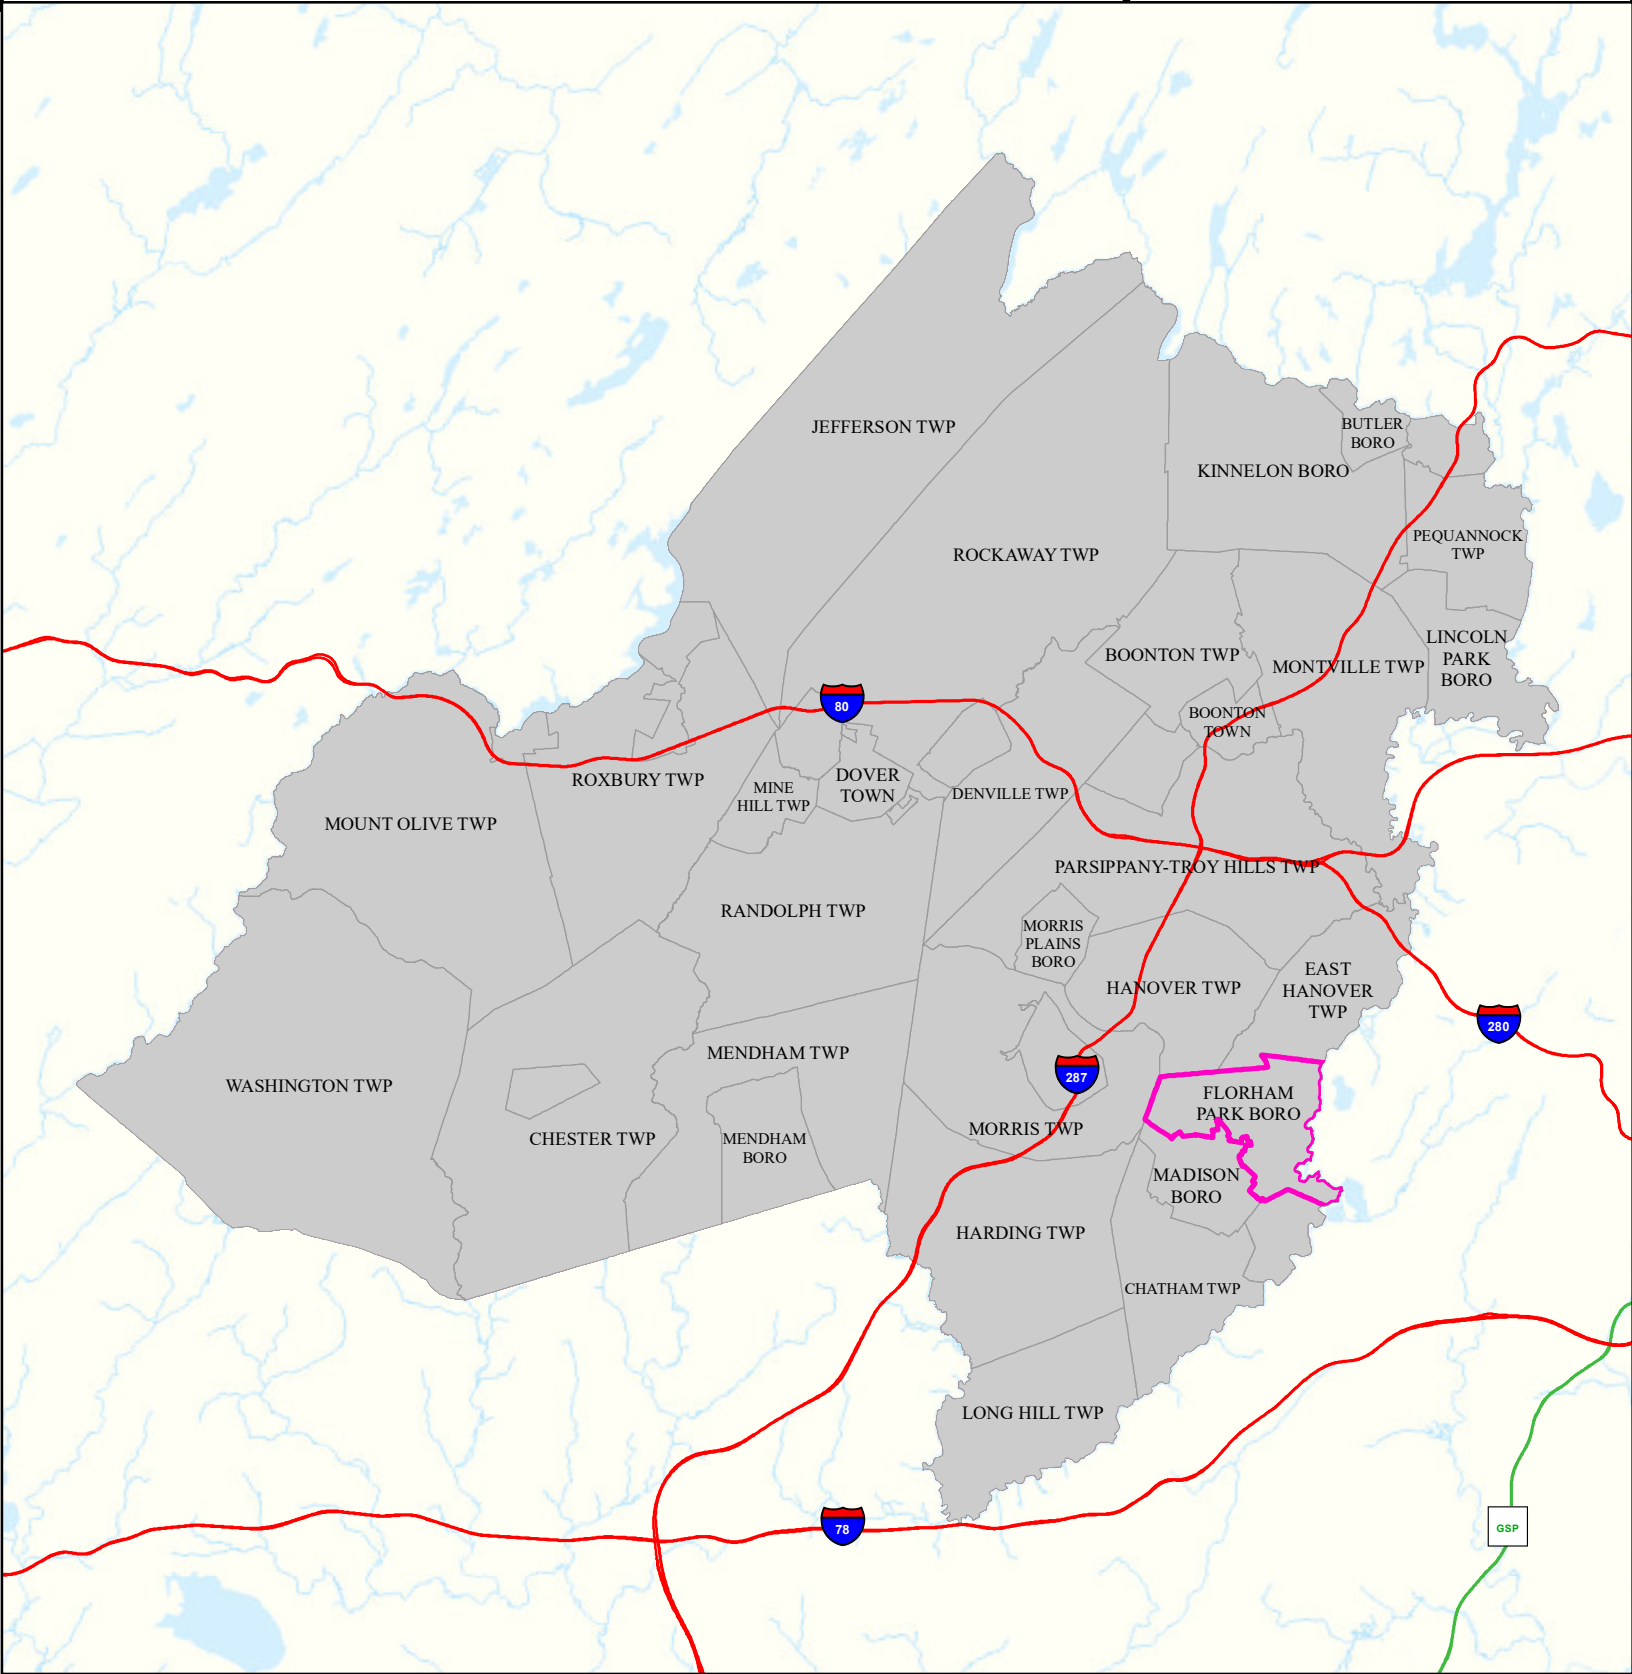 JEFFERSON TWP
BUTLER
BORO
KINNELON BORO
PEQUANNOCK
TWP
ROCKAWAY TWP
LINCOLN
PARK
BORO
BOONTON TWP
MONTVILLE TWP
80
BOONTON
TOWN
ROXBURY TWP
MINE
HILL TWP
DOVER
TOWN
DENVILLE TWP
MOUNT OLIVE TWP
PARSIPPANY-TROY HILLS TWP
RANDOLPH TWP
MORRIS
PLAINS
BORO
EAST
HANOVER
TWP
HANOVER TWP
280
MENDHAM TWP
287
WASHINGTON TWP
FLORHAM
PARK BORO
CHESTER TWP
MENDHAM
BORO
MORRIS TWP
MADISON
BORO
HARDING TWP
CHATHAM TWP
LONG HILL TWP
78
GSP